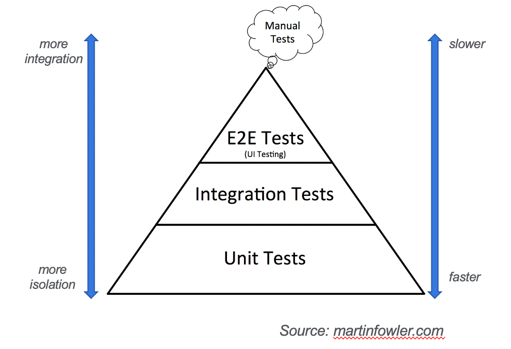 Manual
Tests
more
integration
slower
E2E Tests
(UI Testing)
Integration Tests
Unit Tests
more
isolation
faster
Source: martinfowler.com